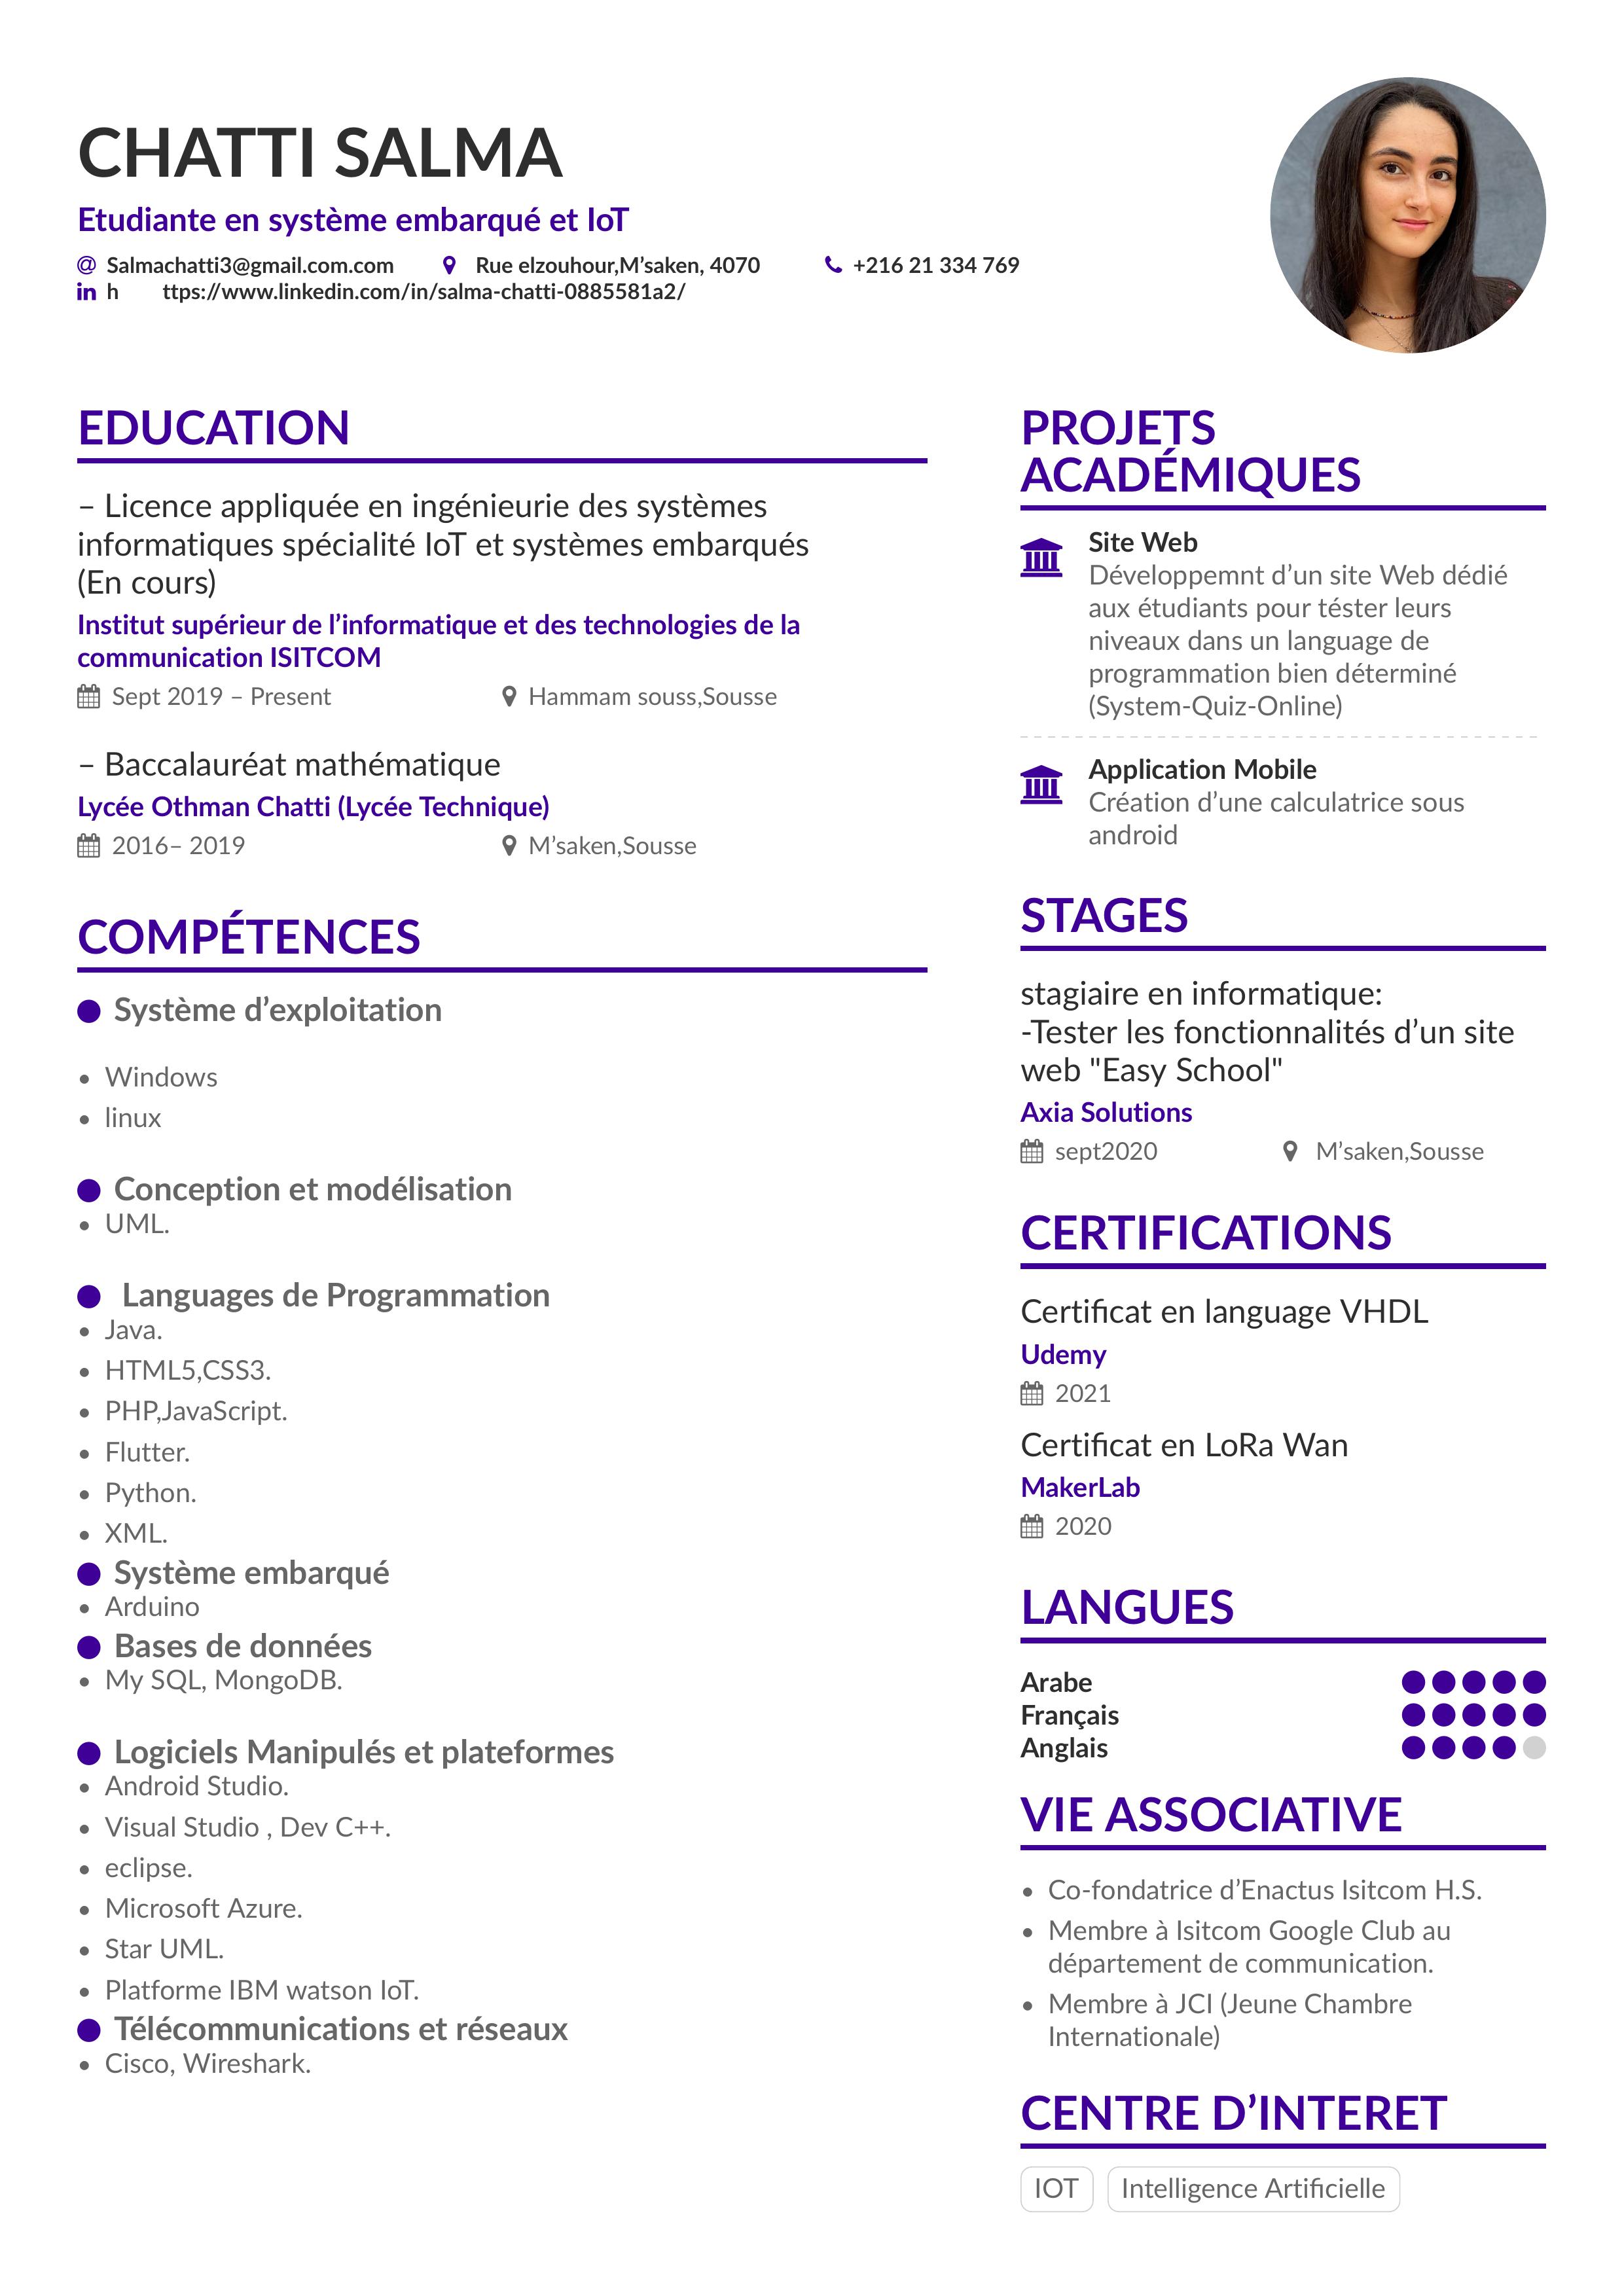 CHATTI SALMA
Etudiante en système embarqué et IoT
@ Salmachatti3@gmail.com.com Rue elzouhour,M’saken, 4070 +216 21 334 769
in h ttps://www.linkedin.com/in/salma-chatti-0885581a2/
EDUCATION
– Licence appliquée en ingénieurie des systèmes
informatiques spécialité IoT et systèmes embarqués
(En cours)
Institut supérieur de l’informatique et des technologies de la
communication ISITCOM
Sept 2019 – Present Hammam souss,Sousse
– Baccalauréat mathématique
Lycée Othman Chatti (Lycée Technique)
2016– 2019 M’saken,Sousse
COMPÉTENCES
Système d’exploitation
• Windows
• linux
Conception et modélisation
• UML.
Languages de Programmation
• Java.
• HTML5,CSS3.
• PHP,JavaScript.
• Flutter.
• Python.
• XML.
Système embarqué
• Arduino
Bases de données
• My SQL, MongoDB.
Logiciels Manipulés et plateformes
• Android Studio.
• Visual Studio , Dev C++.
• eclipse.
• Microsoft Azure.
• Star UML.
• Platforme IBM watson IoT.
Télécommunications et réseaux
• Cisco, Wireshark.
PROJETS
ACADÉMIQUES
Site Web
Développemnt d’un site Web dédié
aux étudiants pour téster leurs
niveaux dans un language de
programmation bien déterminé
(System-Quiz-Online)
Application Mobile
Création d’une calculatrice sous
android
STAGES
stagiaire en informatique:
-Tester les fonctionnalités d’un site
web "Easy School"
Axia Solutions
sept2020 M’saken,Sousse
CERTIFICATIONS
Certificat en language VHDL
Udemy
2021
Certificat en LoRa Wan
MakerLab
2020
LANGUES
Arabe
Français
Anglais
VIE ASSOCIATIVE
• Co-fondatrice d’Enactus Isitcom H.S.
• Membre à Isitcom Google Club au
département de communication.
• Membre à JCI (Jeune Chambre
Internationale)
CENTRE D’INTERET
IOT Intelligence Artificielle